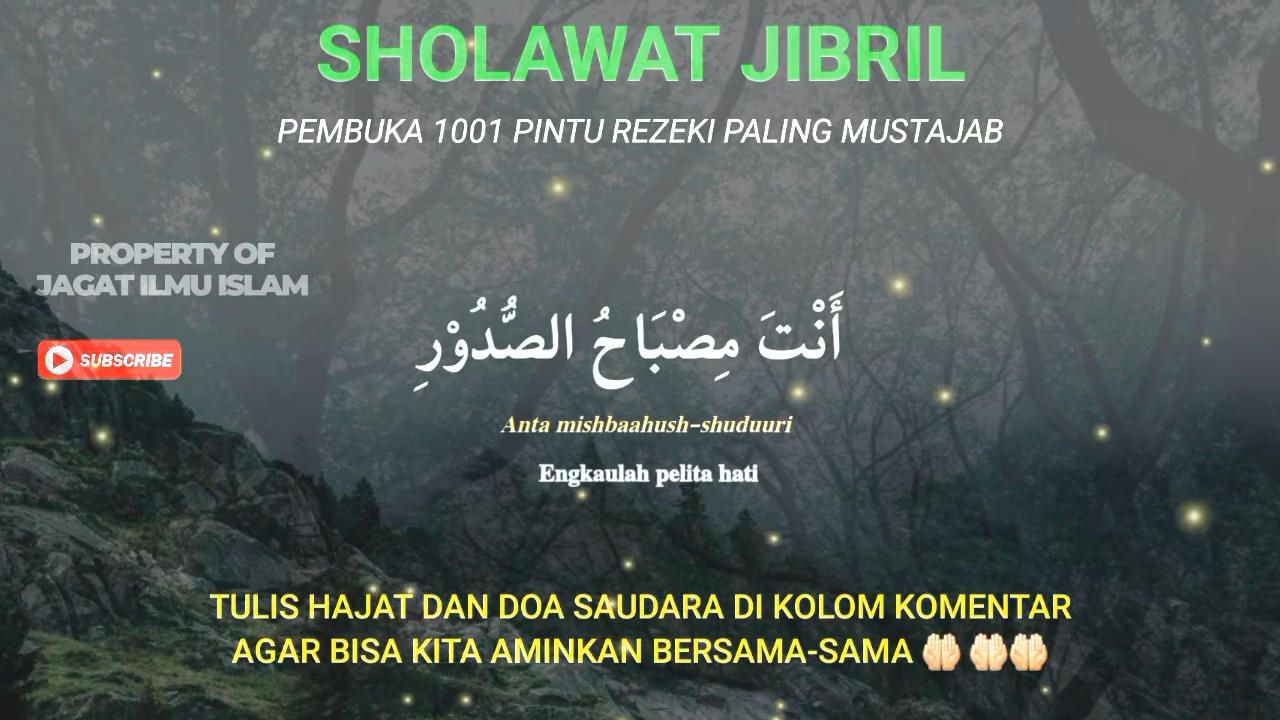 SHOLAWAT JIBRIL
PEMBUKA 1001 PINTU REZEKI PALING MUSTAJAB
PROPERTY OF
JAGAT ILMU ISLAM
SUBSCRIBE
أَنْتَ مِصْبَاحُ الصُّدُوْرِ
Anta mishbaahush-shuduuri
Engkaulah pelita hati
TULIS HAJAT DAN DOA SAUDARA DI KOLOM KOMENTAR
AGAR BISA KITA AMINKAN BERSAMA-SAMA 🤲🏻 🤲🏻🤲🏻